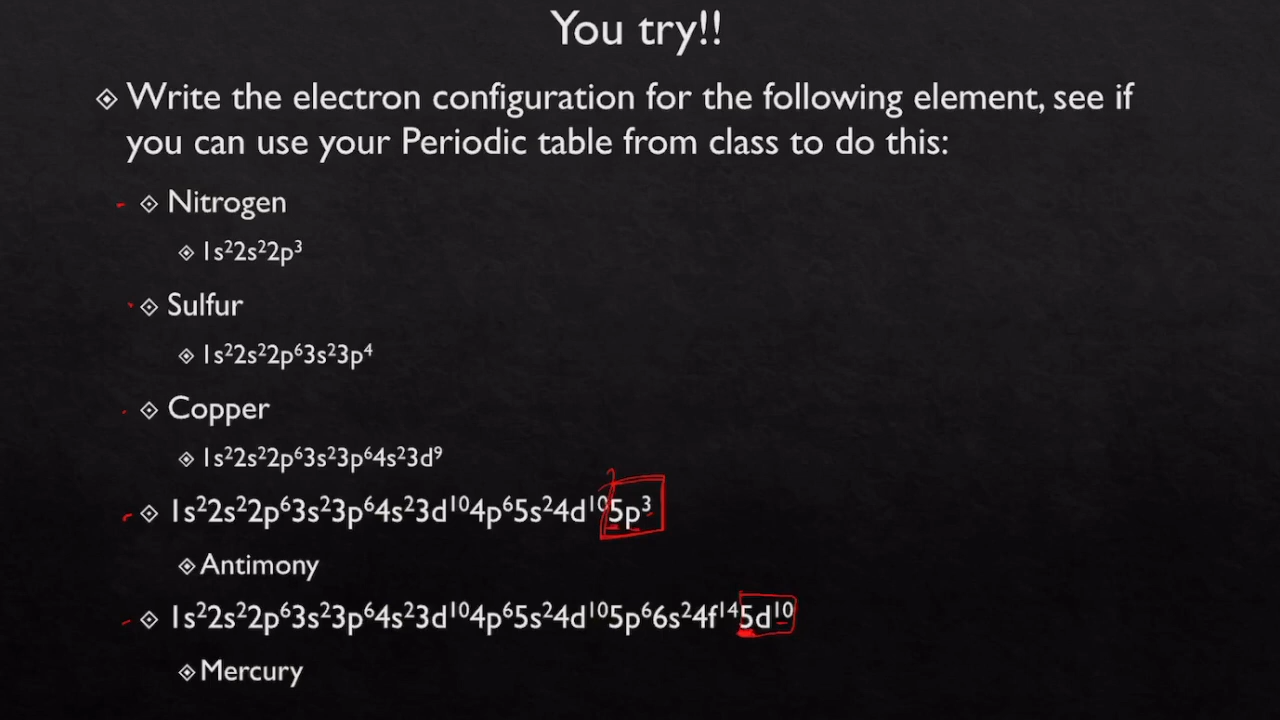 You try!!
Write the electron configuration for the following element, see if
you can use your Periodic table from class to do this:
Nitrogen
1s²2s²2p³
Sulfur
1s²2s²2p⁶3s²3p⁴
Copper
1s²2s²2p⁶3s²3p⁶4s²3d⁹
1s²2s²2p⁶3s²3p⁶4s²3d¹⁰4p⁶5s²4d¹⁰5p³
Antimony
1s²2s²2p⁶3s²3p⁶4s²3d¹⁰4p⁶5s²4d¹⁰5p⁶6s²4f¹⁴5d¹⁰
Mercury